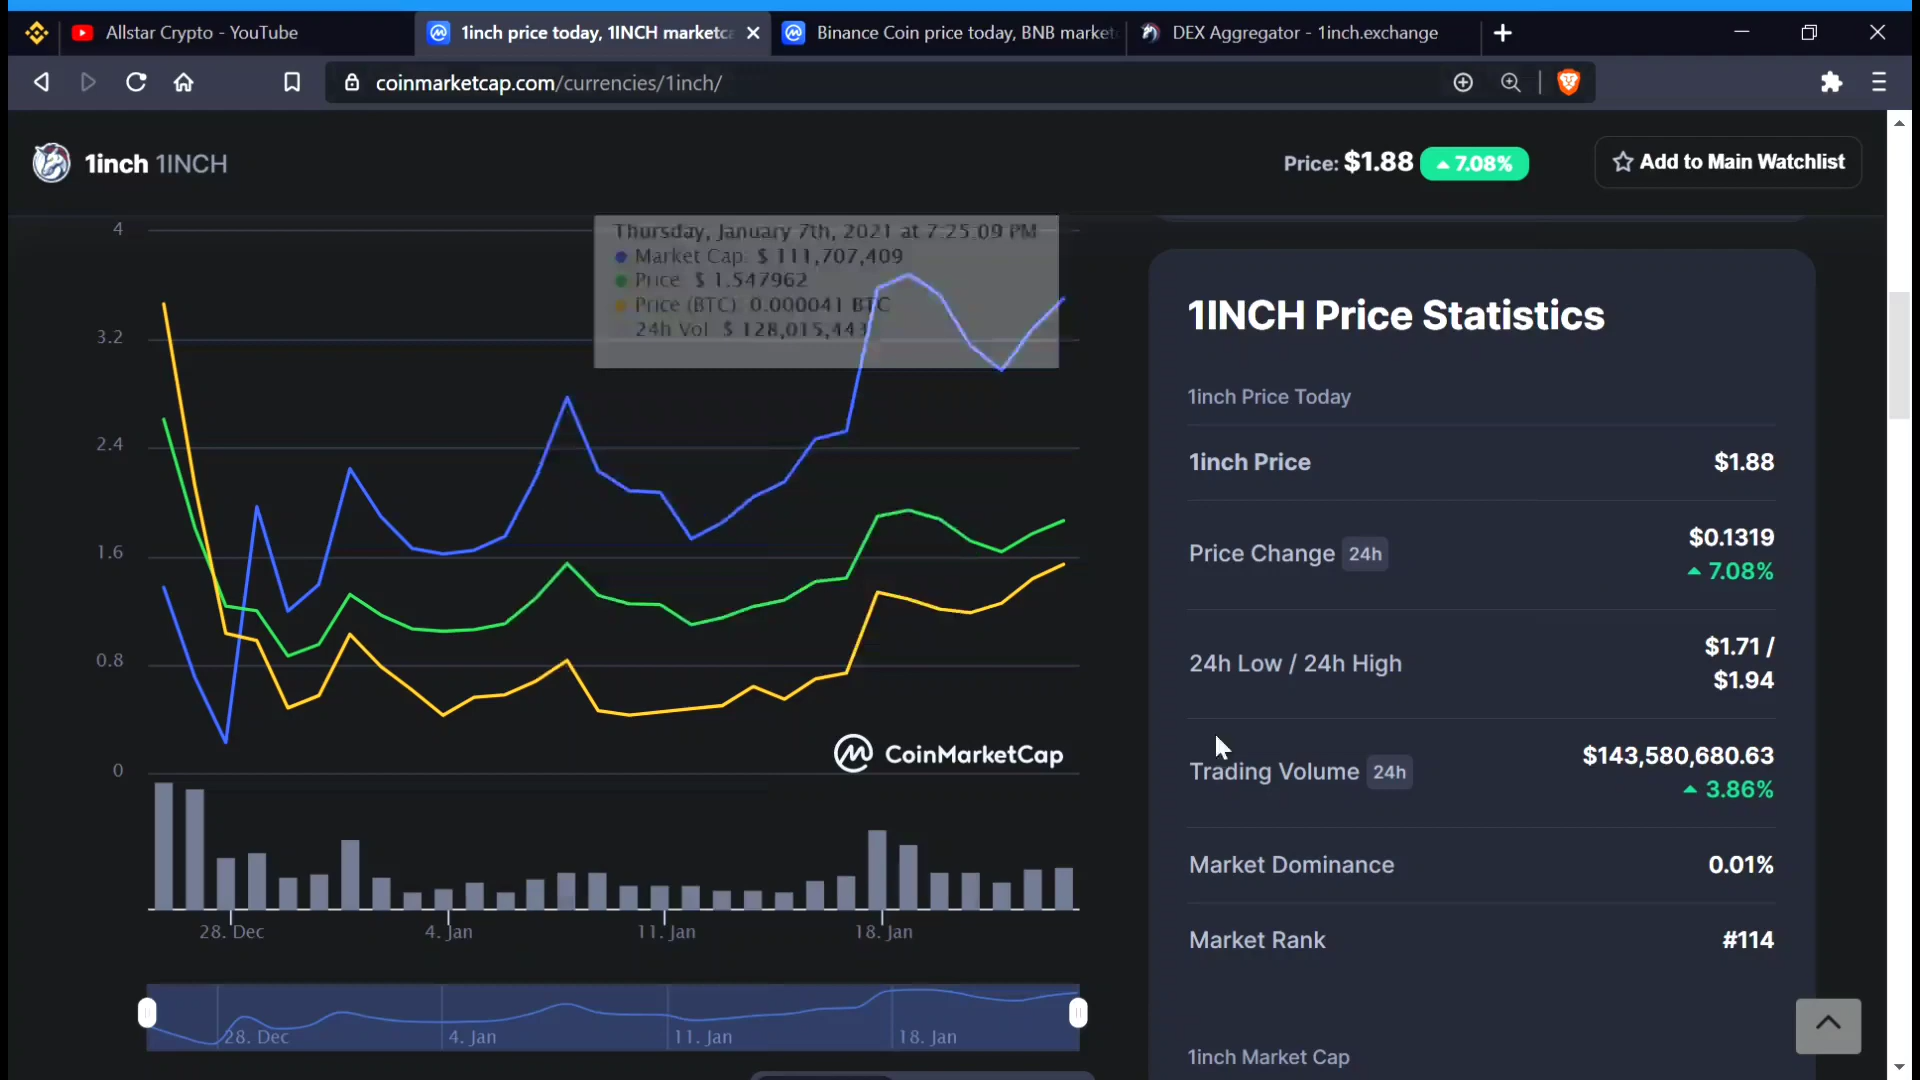 Allstar Crypto - YouTube
1inch price today, 1INCH marketca
Binance Coin price today, BNB market
DEX Aggregator - 1inch.exchange
coinmarketcap.com/currencies/1inch/
1inch 1INCH
Price: $1.88
7.08%
Add to Main Watchlist
4
3.2
2.4
1.6
0.8
0
Thursday, January 7th, 2021 at 7:25:09 PM
Market Cap: $ 111,707,409
Price: $ 1.547962
Price (BTC): 0.000041 BTC
24h Vol: $ 128,015,443
CoinMarketCap
28. Dec
4. Jan
11. Jan
18. Jan
28. Dec
4. Jan
11. Jan
18. Jan
1INCH Price Statistics
1inch Price Today
1inch Price
$1.88
Price Change 24h
$0.1319
7.08%
24h Low / 24h High
$1.71 /
$1.94
Trading Volume 24h
$143,580,680.63
3.86%
Market Dominance
0.01%
Market Rank
#114
1inch Market Cap